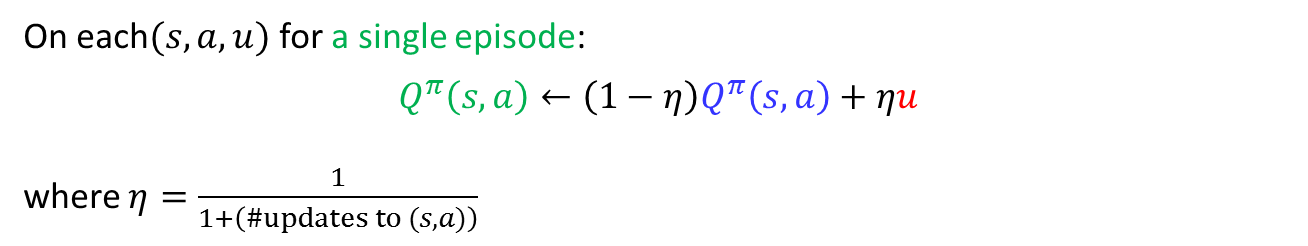 On each(𝑠, 𝑎, 𝑢) for a single episode:
𝑄^𝜋(𝑠, 𝑎) ← (1 − 𝜂)𝑄^𝜋(𝑠, 𝑎) + 𝜂𝑢
where 𝜂 = 1/(1+(#updates to (𝑠,𝑎)))